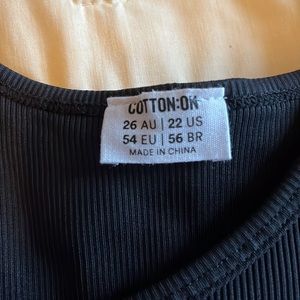 COTTON:ON
26 AU | 22 US
54 EU | 56 BR
MADE IN CHINA